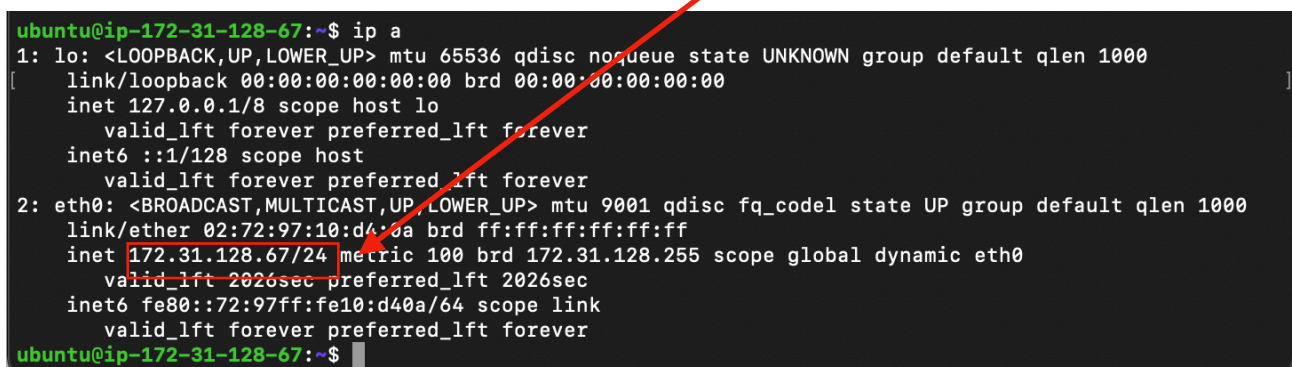 ubuntu@ip-172-31-128-67:~$ ip a
1: lo: <LOOPBACK,UP,LOWER_UP> mtu 65536 qdisc noqueue state UNKNOWN group default qlen 1000
[    link/loopback 00:00:00:00:00:00 brd 00:00:00:00:00:00    ]
    inet 127.0.0.1/8 scope host lo
       valid_lft forever preferred_lft forever
    inet6 ::1/128 scope host
       valid_lft forever preferred_lft forever
2: eth0: <BROADCAST,MULTICAST,UP,LOWER_UP> mtu 9001 qdisc fq_codel state UP group default qlen 1000
    link/ether 02:72:97:10:d4:0a brd ff:ff:ff:ff:ff:ff
    inet 172.31.128.67/24 metric 100 brd 172.31.128.255 scope global dynamic eth0
       valid_lft 2026sec preferred_lft 2026sec
    inet6 fe80::72:97ff:fe10:d40a/64 scope link
       valid_lft forever preferred_lft forever
ubuntu@ip-172-31-128-67:~$